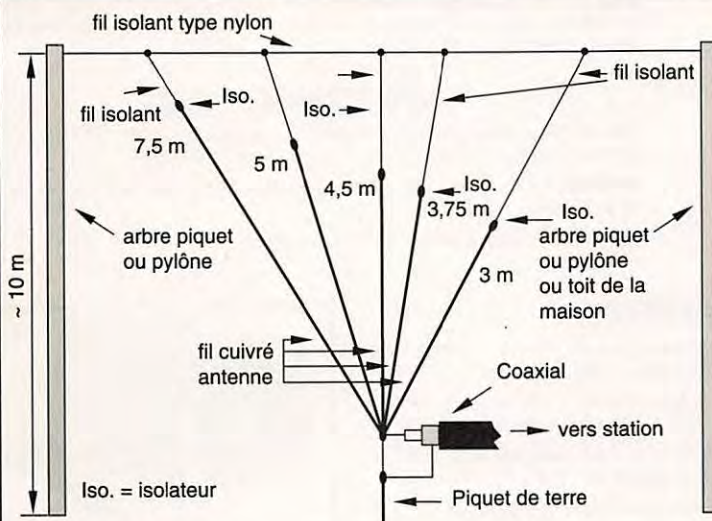 fil isolant type nylon
Iso.
fil isolant
fil isolant
Iso.
7,5 m
5 m
4,5 m
Iso.
3,75 m
Iso.
arbre piquet
ou pylône
arbre piquet
ou pylône
ou toit de la
maison
3 m
~ 10 m
fil cuivré
antenne
Coaxial
vers station
Iso. = isolateur
Piquet de terre